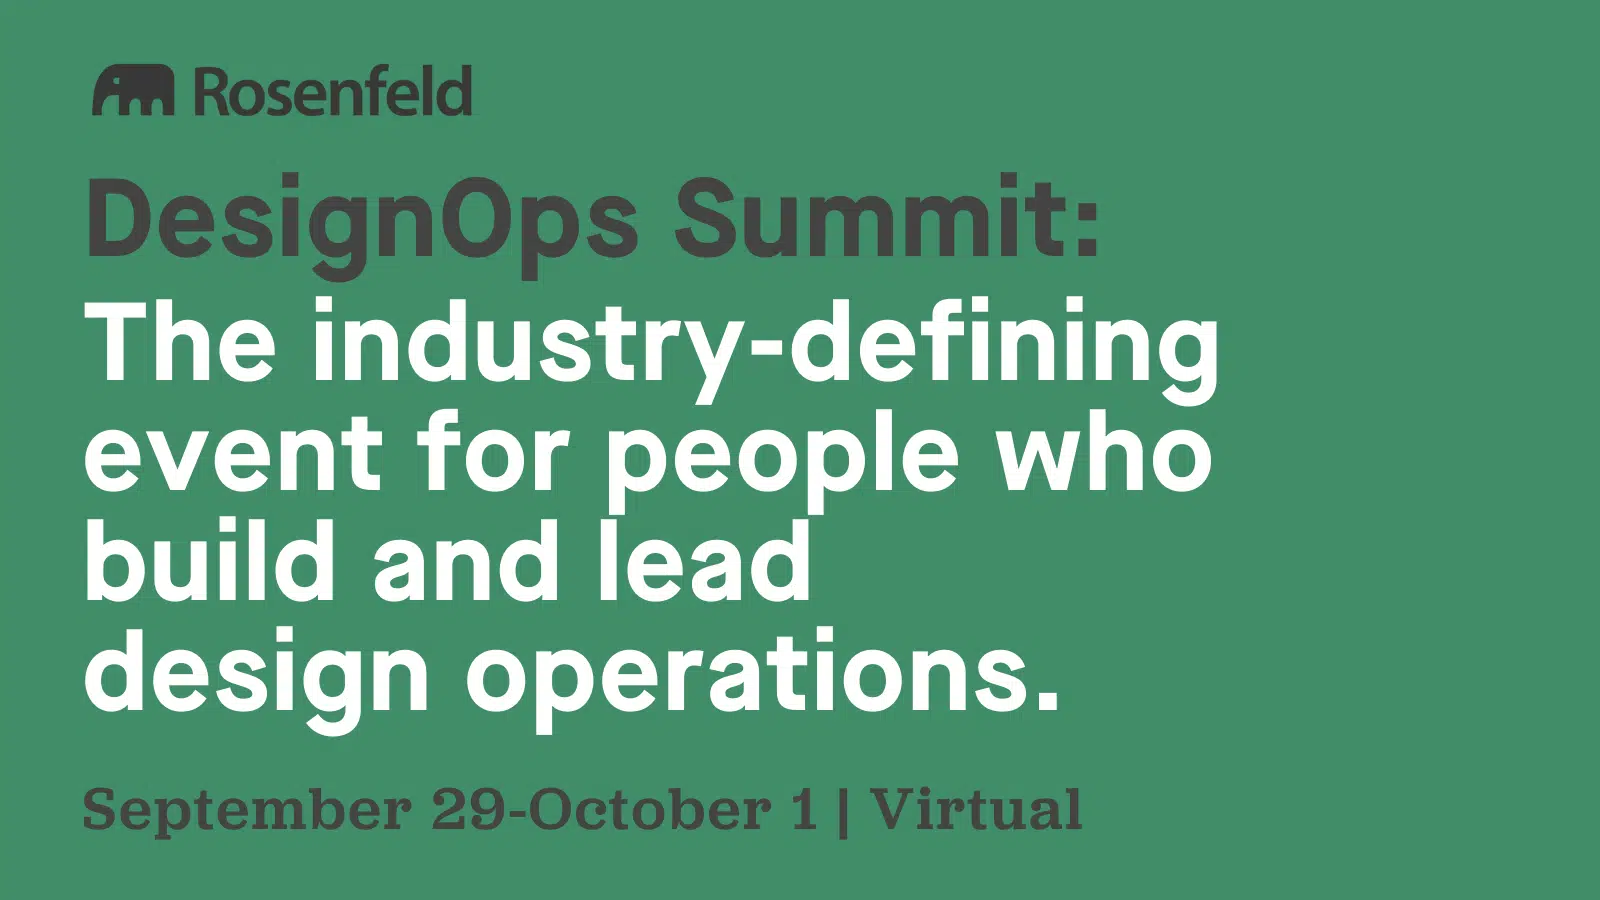 Rosenfeld
DesignOps Summit:
The industry-defining
event for people who
build and lead
design operations.
September 29-October 1 | Virtual